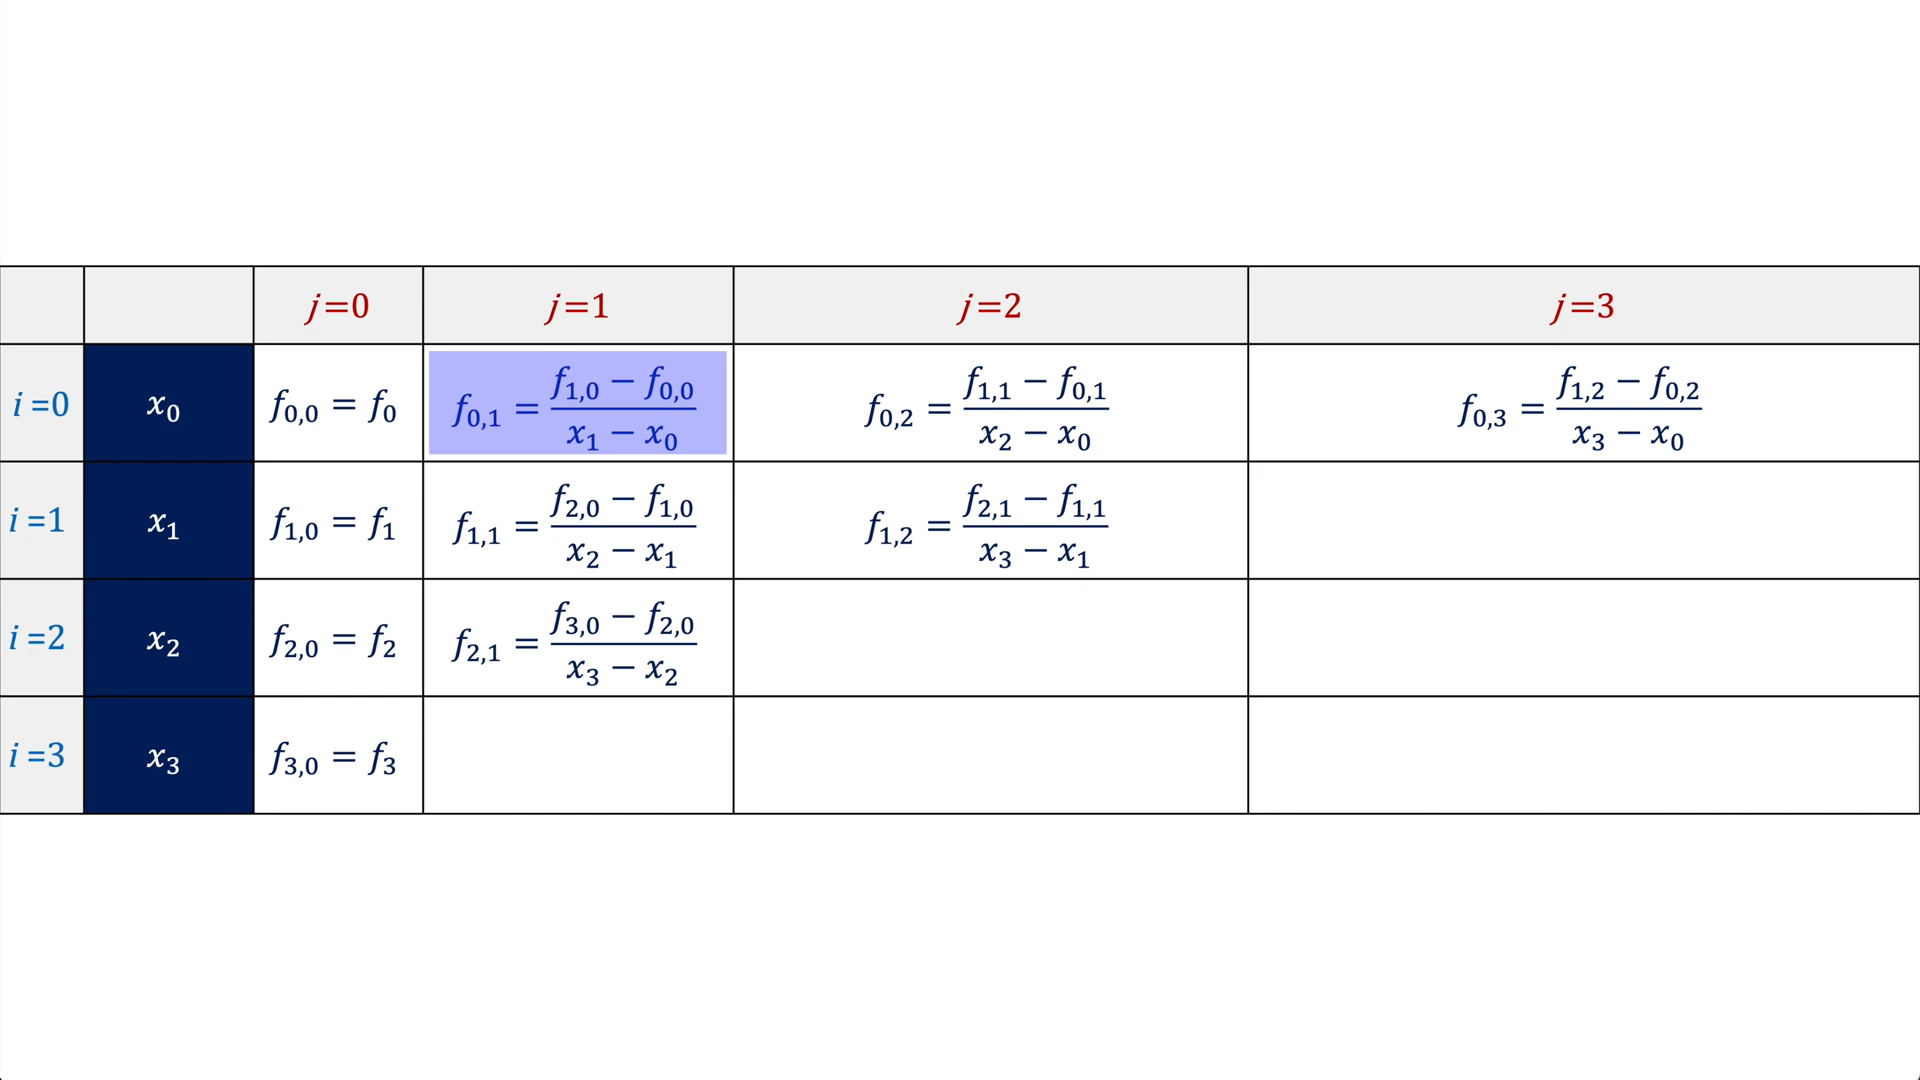 j=0 j=1 j=2 j=3
i=0 x₀ f₀,₀ = f₀ f₀,₁ = (f₁,₀ − f₀,₀)/(x₁ − x₀) f₀,₂ = (f₁,₁ − f₀,₁)/(x₂ − x₀) f₀,₃ = (f₁,₂ − f₀,₂)/(x₃ − x₀)
i=1 x₁ f₁,₀ = f₁ f₁,₁ = (f₂,₀ − f₁,₀)/(x₂ − x₁) f₁,₂ = (f₂,₁ − f₁,₁)/(x₃ − x₁)
i=2 x₂ f₂,₀ = f₂ f₂,₁ = (f₃,₀ − f₂,₀)/(x₃ − x₂)
i=3 x₃ f₃,₀ = f₃